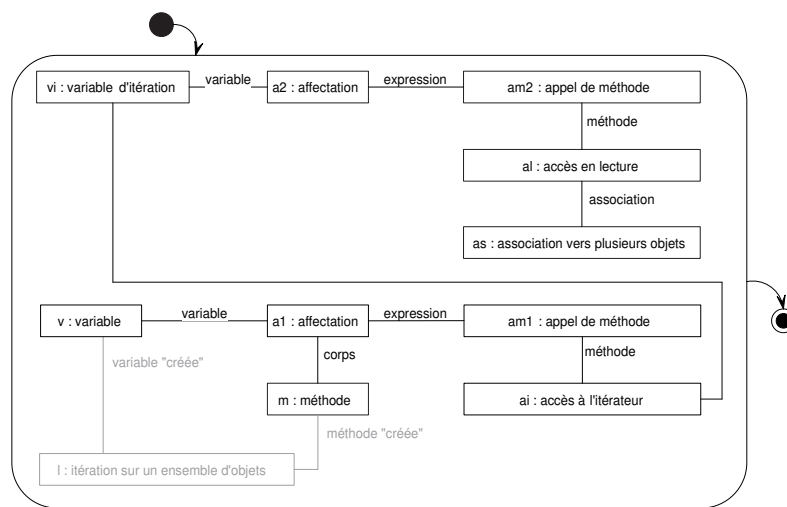 vi : variable d'itération
variable
a2 : affectation
expression
am2 : appel de méthode
méthode
al : accès en lecture
association
as : association vers plusieurs objets
v : variable
variable
a1 : affectation
expression
am1 : appel de méthode
variable "créée"
corps
méthode
m : méthode
ai : accès à l'itérateur
méthode "créée"
l : itération sur un ensemble d'objets